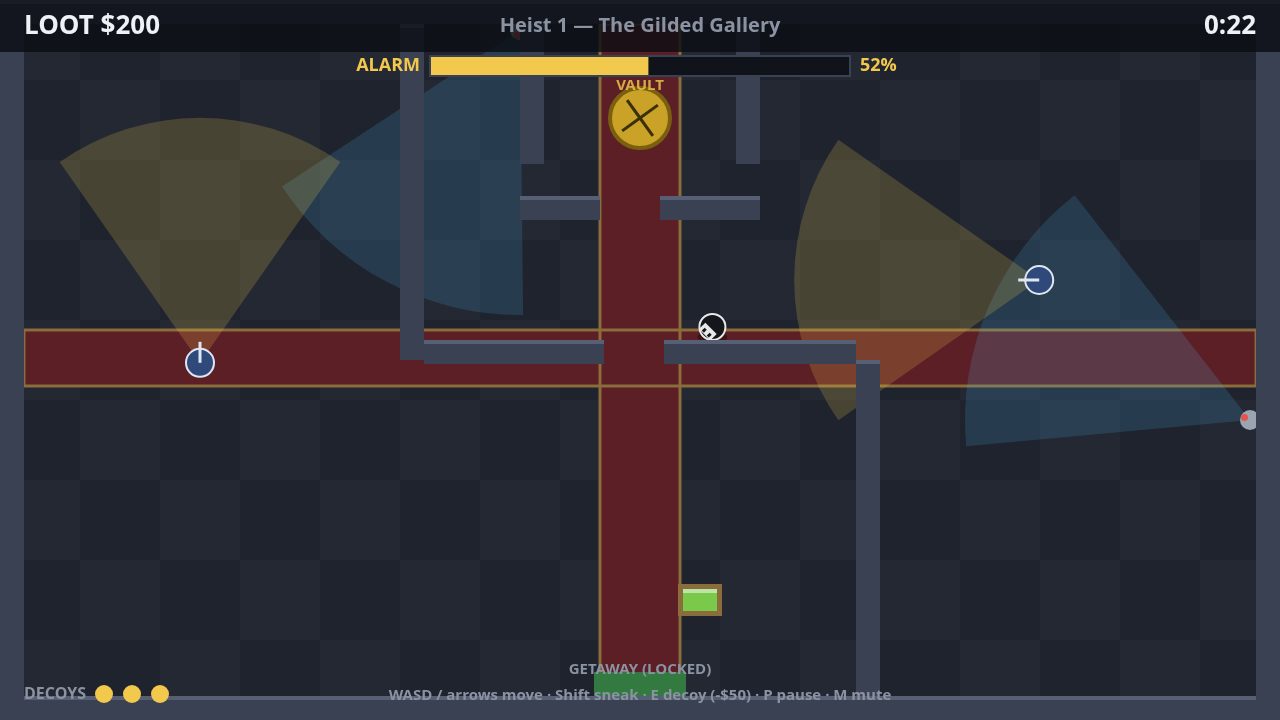 LOOT $200
Heist 1 — The Gilded Gallery
0:22
ALARM
52%
VAULT
GETAWAY (LOCKED)
DECOYS
WASD / arrows move · Shift sneak · E decoy (-$50) · P pause · M mute